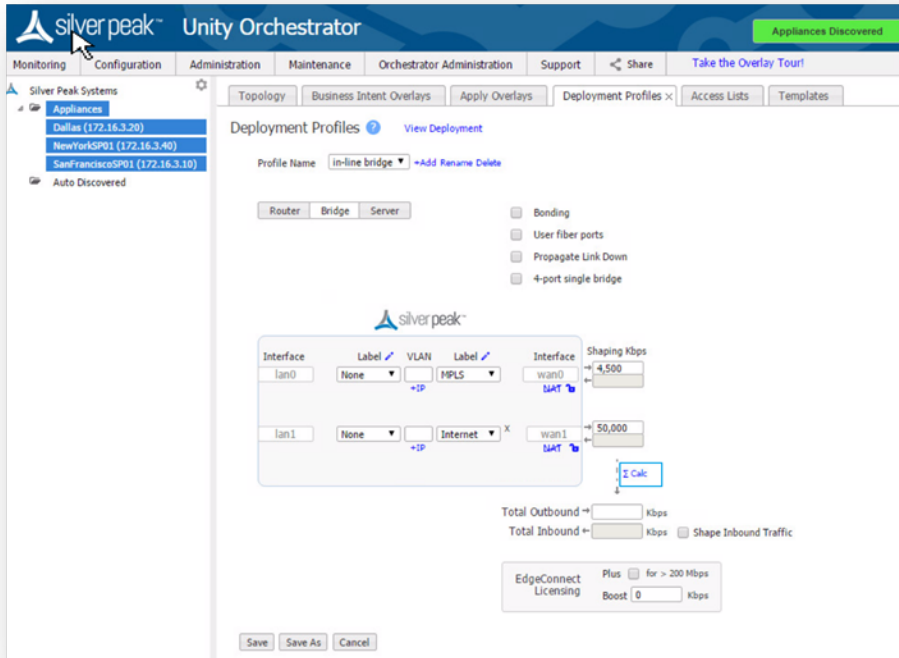 silver peak™ Unity Orchestrator
Appliances Discovered
Monitoring Configuration Administration Maintenance Orchestrator Administration Support Share Take the Overlay Tour!
Silver Peak Systems
Appliances
Dallas (172.16.3.20)
NewYorkSP01 (172.16.3.40)
SanFranciscoSP01 (172.16.3.10)
Auto Discovered
Topology Business Intent Overlays Apply Overlays Deployment Profiles × Access Lists Templates
Deployment Profiles ? View Deployment
Profile Name in-line bridge ▼ +Add Rename Delete
Router Bridge Server
Bonding
User fiber ports
Propagate Link Down
4-port single bridge
silver peak™
Interface Label VLAN Label Interface Shaping Kbps
lan0 None ▼ MPLS ▼ wan0 → 4,500
+IP NAT ←
lan1 None ▼ Internet ▼ X wan1 → 50,000
+IP NAT ←
Σ Calc
Total Outbound → Kbps
Total Inbound ← Kbps Shape Inbound Traffic
EdgeConnect Licensing
Plus for > 200 Mbps
Boost 0 Kbps
Save Save As Cancel